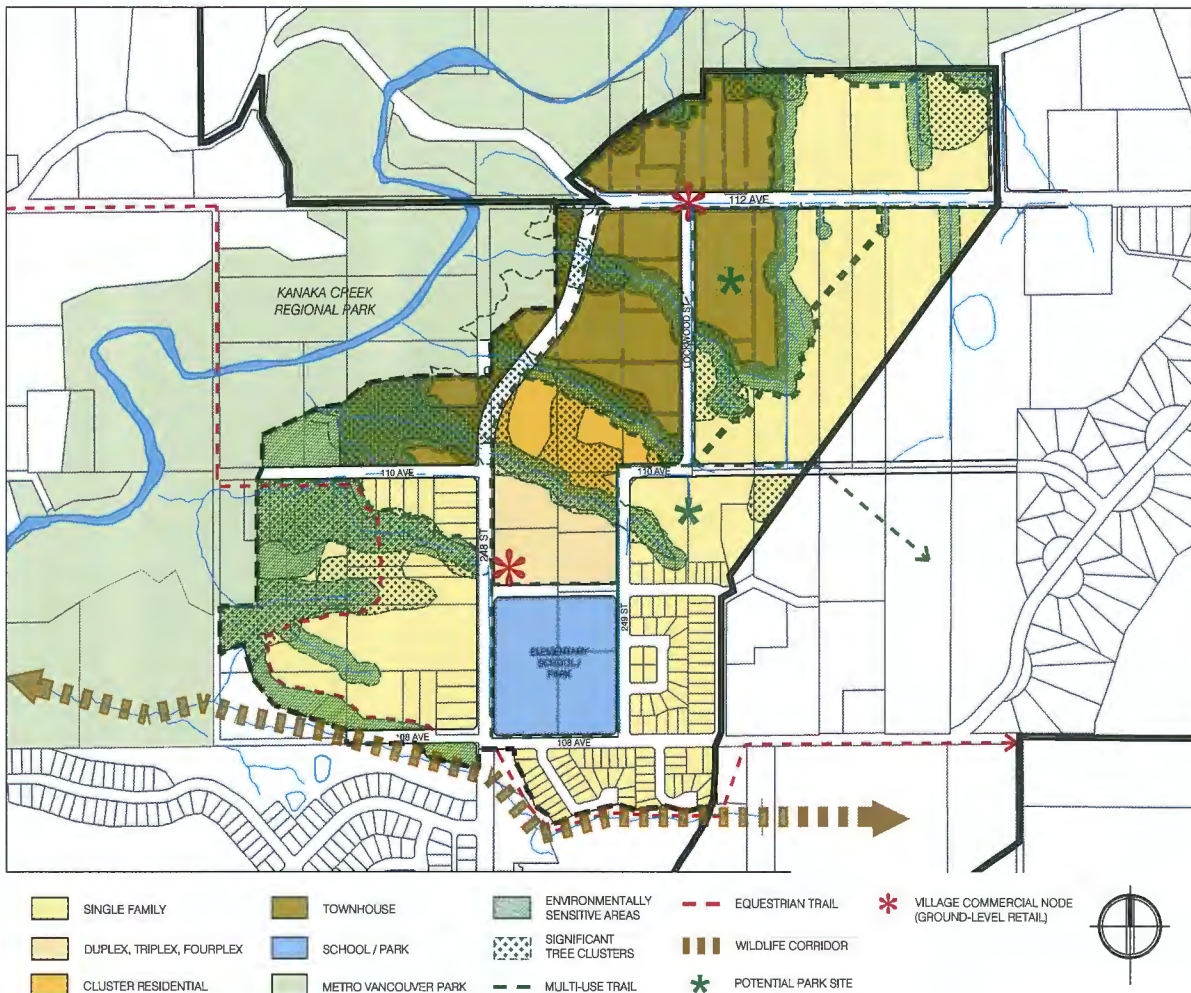 112 AVE
KANAKA CREEK
REGIONAL PARK
LOCKWOOD ST
110 AVE
110 AVE
248 ST
249 ST
ELEMENTARY
SCHOOL/
PARK
108 AVE
108 AVE
SINGLE FAMILY
DUPLEX, TRIPLEX, FOURPLEX
CLUSTER RESIDENTIAL
TOWNHOUSE
SCHOOL / PARK
METRO VANCOUVER PARK
ENVIRONMENTALLY
SENSITIVE AREAS
SIGNIFICANT
TREE CLUSTERS
MULTI-USE TRAIL
EQUESTRIAN TRAIL
WILDLIFE CORRIDOR
POTENTIAL PARK SITE
VILLAGE COMMERCIAL NODE
(GROUND-LEVEL RETAIL)